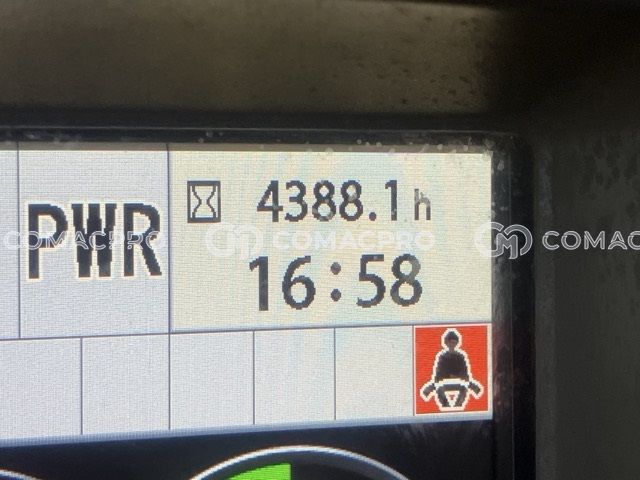 4388.1 h
PWR
COMACPRO COMACPRO COMAC
16:58